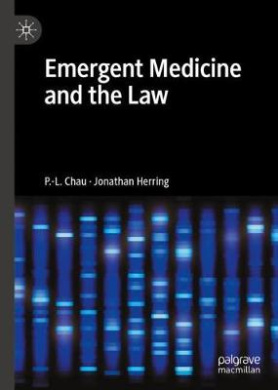 Emergent Medicine
and the Law
P.-L. Chau · Jonathan Herring
palgrave
macmillan